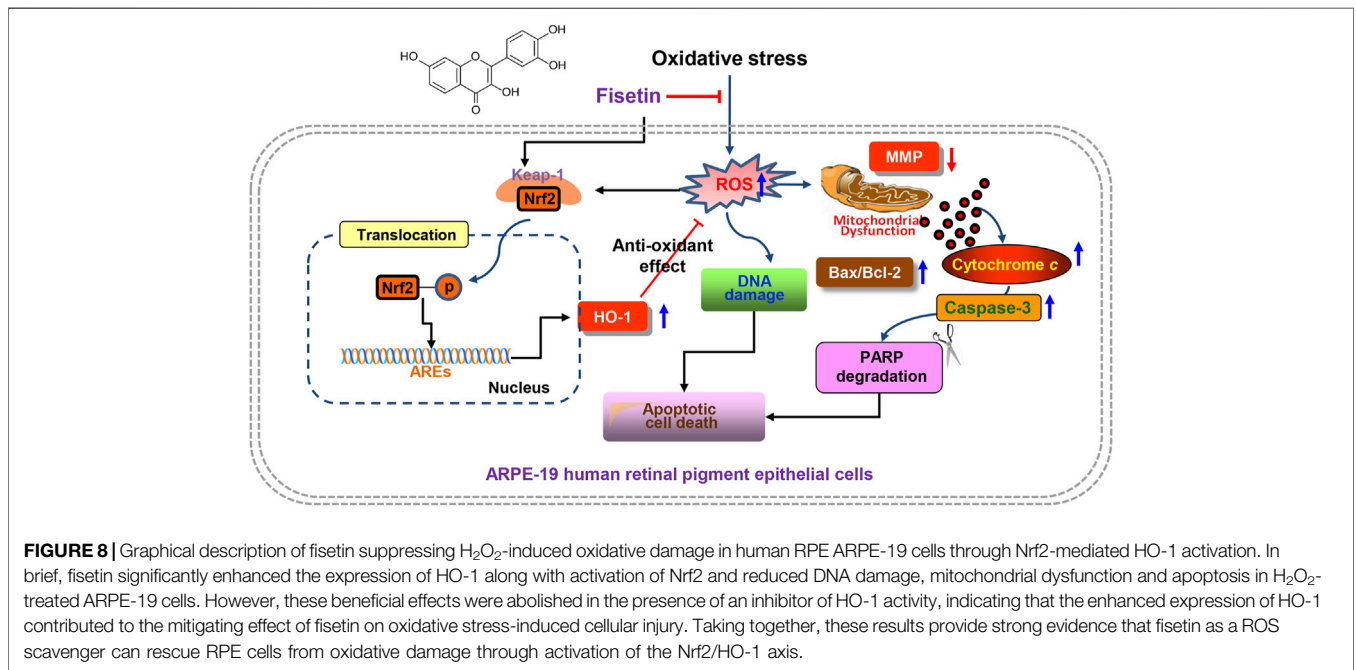 OH
OH
HO
O
OH
O
Oxidative stress
Fisetin
Keap-1
Nrf2
ROS
MMP
Mitochondrial
Dysfunction
Translocation
Anti-oxidant
effect
Cytochrome c
Bax/Bcl-2
DNA
damage
Nrf2
p
HO-1
Caspase-3
AREs
Nucleus
PARP
degradation
Apoptotic
cell death
ARPE-19 human retinal pigment epithelial cells
FIGURE 8 | Graphical description of fisetin suppressing H₂O₂-induced oxidative damage in human RPE ARPE-19 cells through Nrf2-mediated HO-1 activation. In
brief, fisetin significantly enhanced the expression of HO-1 along with activation of Nrf2 and reduced DNA damage, mitochondrial dysfunction and apoptosis in H₂O₂-
treated ARPE-19 cells. However, these beneficial effects were abolished in the presence of an inhibitor of HO-1 activity, indicating that the enhanced expression of HO-1
contributed to the mitigating effect of fisetin on oxidative stress-induced cellular injury. Taking together, these results provide strong evidence that fisetin as a ROS
scavenger can rescue RPE cells from oxidative damage through activation of the Nrf2/HO-1 axis.